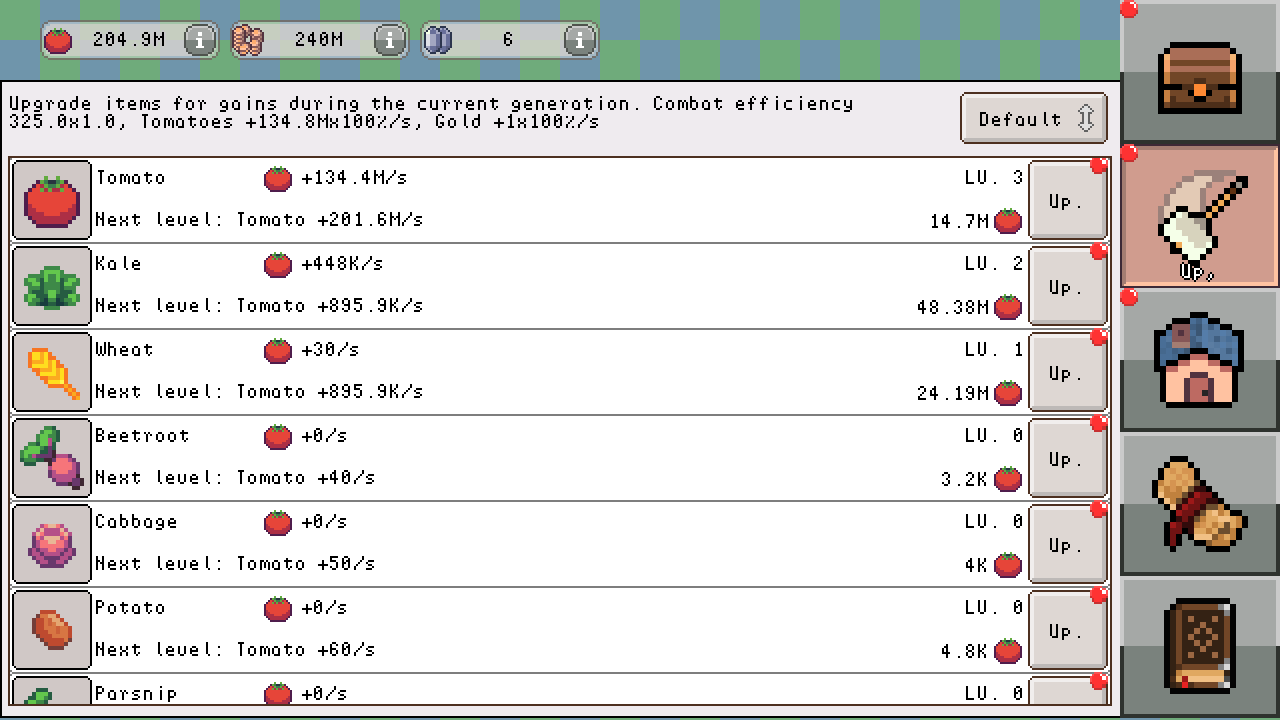 204.9M
240M
6
Upgrade items for gains during the current generation. Combat efficiency
325.0x1.0, Tomatoes +134.8Mx100%/s, Gold +1x100%/s
Default
Tomato +134.4M/s LV. 3
Next level: Tomato +201.6M/s 14.7M
Up.
Kale +448K/s LV. 2
Next level: Tomato +895.9K/s 48.38M
Up.
Wheat +30/s LV. 1
Next level: Tomato +895.9K/s 24.19M
Up.
Beetroot +0/s LV. 0
Next level: Tomato +40/s 3.2K
Up.
Cabbage +0/s LV. 0
Next level: Tomato +50/s 4K
Up.
Potato +0/s LV. 0
Next level: Tomato +60/s 4.8K
Up.
Parsnip +0/s LV. 0
Up.